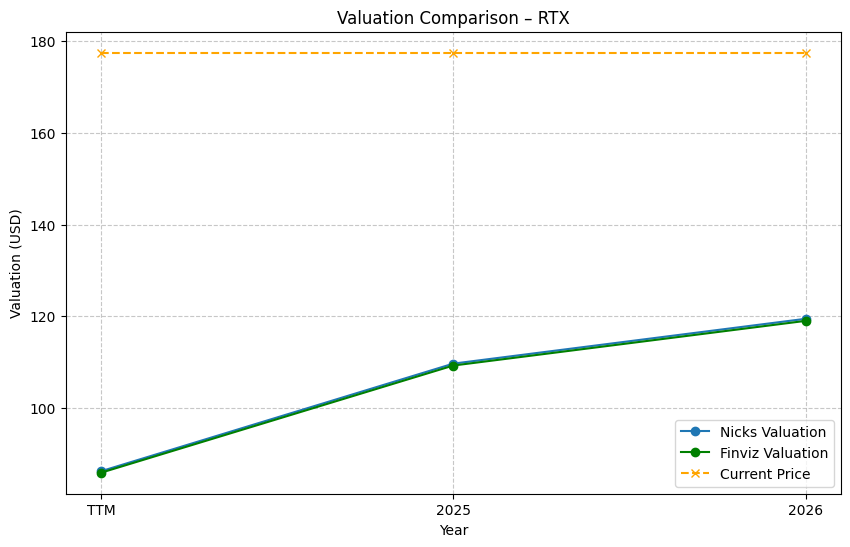 Valuation Comparison – RTX
Valuation (USD)
180
160
140
120
100
TTM
2025
2026
Year
Nicks Valuation
Finviz Valuation
Current Price